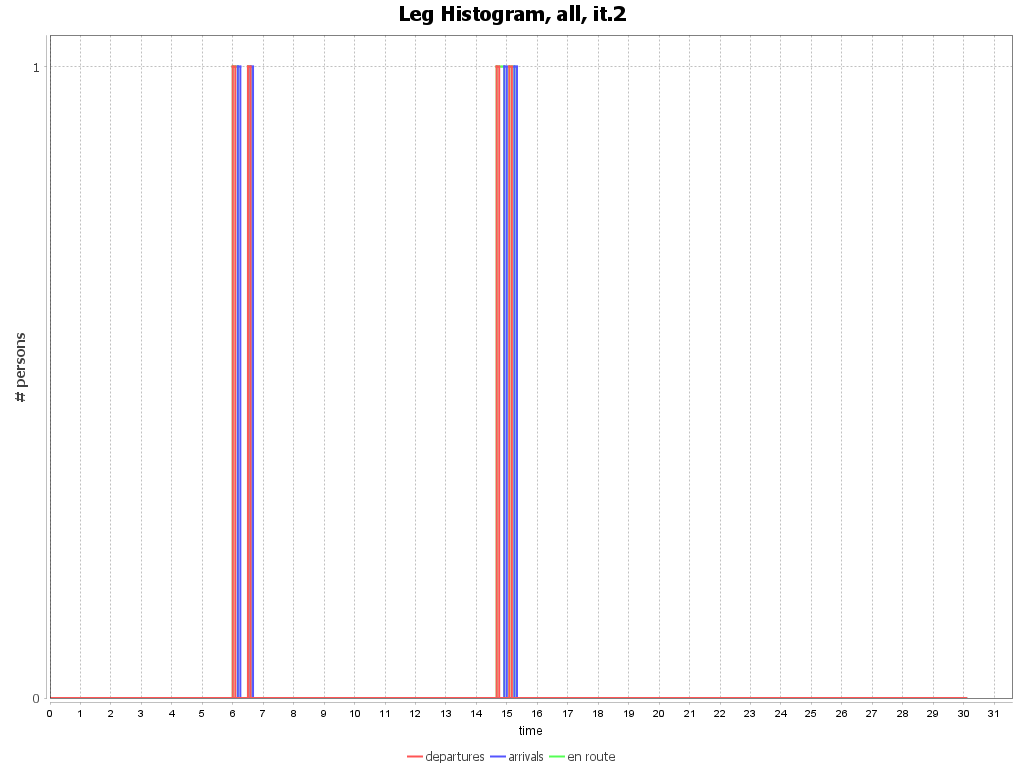 Leg Histogram, all, it.2
# persons
1
0
0 1 2 3 4 5 6 7 8 9 10 11 12 13 14 15 16 17 18 19 20 21 22 23 24 25 26 27 28 29 30 31
time
departures arrivals en route